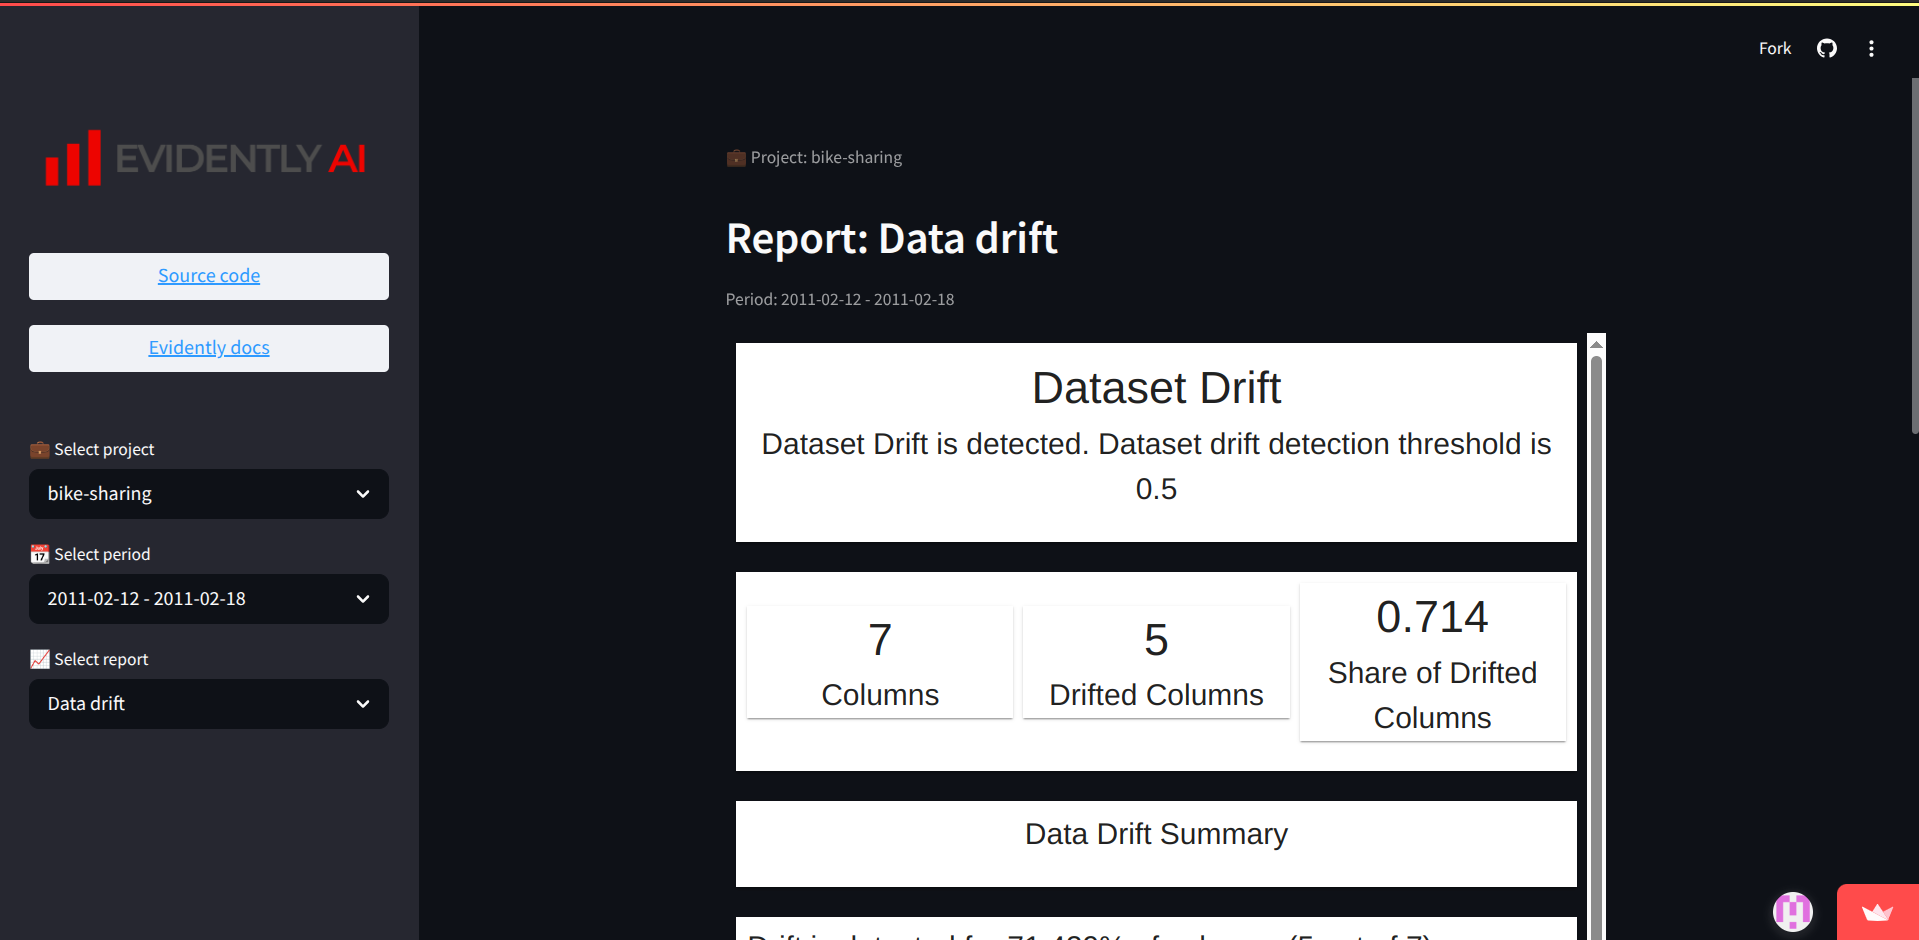 Fork
EVIDENTLY AI
Source code
Evidently docs
Select project
bike-sharing
Select period
2011-02-12 - 2011-02-18
Select report
Data drift
Project: bike-sharing
Report: Data drift
Period: 2011-02-12 - 2011-02-18
Dataset Drift
Dataset Drift is detected. Dataset drift detection threshold is
0.5
7
Columns
5
Drifted Columns
0.714
Share of Drifted
Columns
Data Drift Summary